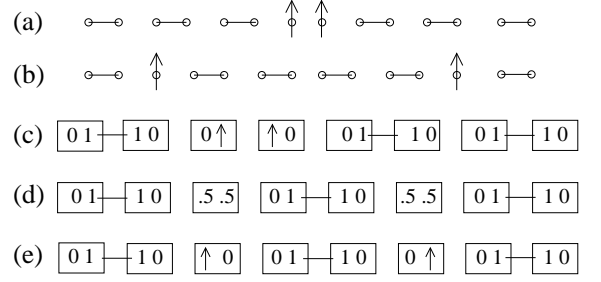 (a)
(b)
(c) 0 1 1 0 0 ↑ ↑ 0 0 1 1 0 0 1 1 0
(d) 0 1 1 0 .5 .5 0 1 1 0 .5 .5 0 1 1 0
(e) 0 1 1 0 ↑ 0 0 1 1 0 0 ↑ 0 1 1 0